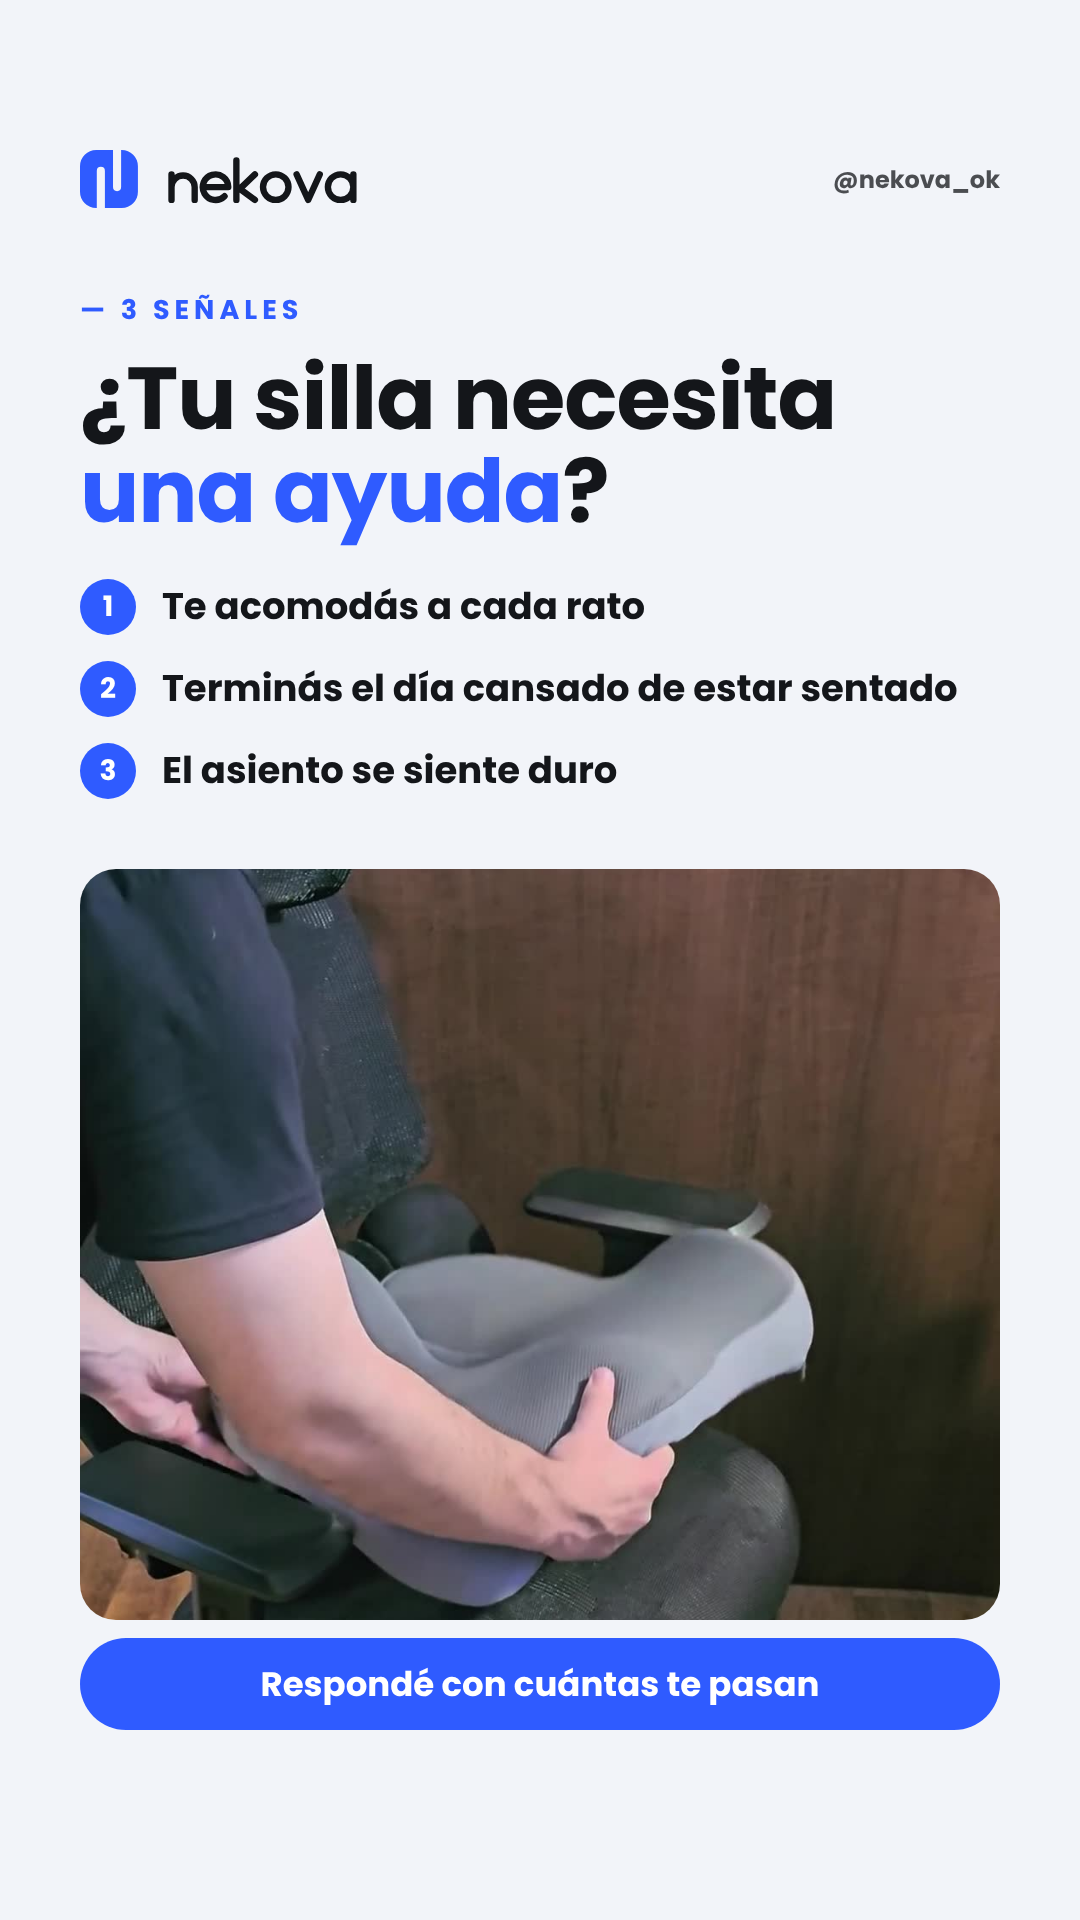 nekova
@nekova_ok
— 3 SEÑALES
¿Tu silla necesita
una ayuda?
1 Te acomodás a cada rato
2 Terminás el día cansado de estar sentado
3 El asiento se siente duro
Respondé con cuántas te pasan